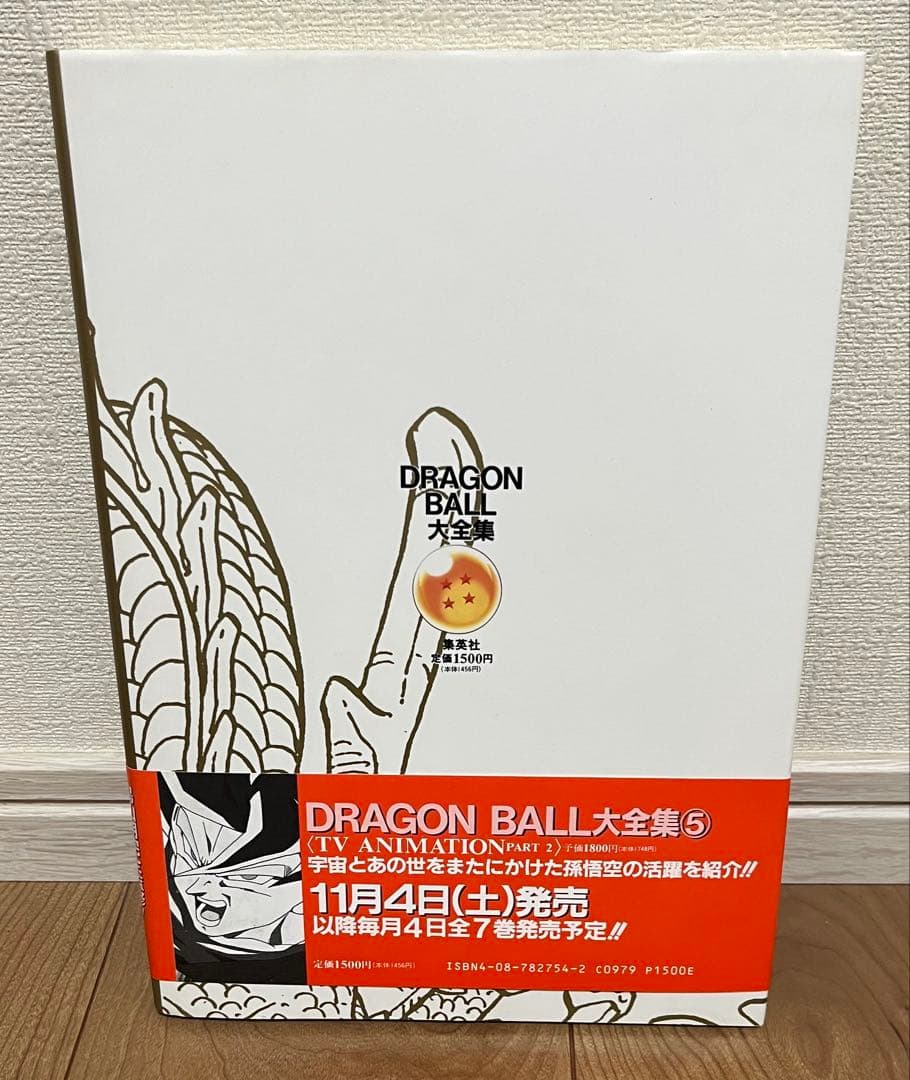 DRAGON
BALL
大全集
集英社
定価1500円
(本体1456円)
DRAGON BALL大全集⑤
〈TV ANIMATION PART 2〉予価1800円(本体1748円)
宇宙とあの世をまたにかけた孫悟空の活躍を紹介!!
11月4日(土)発売
以降毎月4日全7巻発売予定!!
定価1500円(本体1456円)
ISBN4-08-782754-2 C0979 P1500E